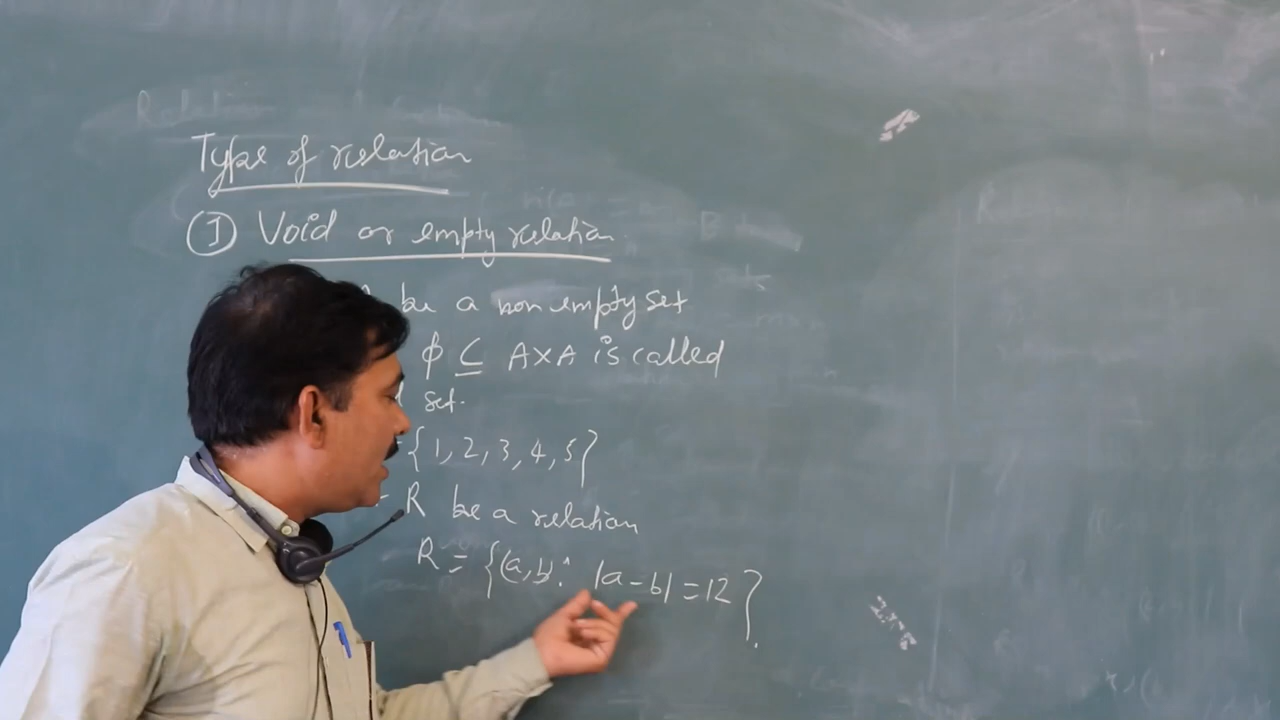 Type of relation
① Void or empty relation
be a non empty set
ϕ ⊆ A×A is called
set.
= {1, 2, 3, 4, 5}
R be a relation
R = {(a, b) : |a - b| = 12}.